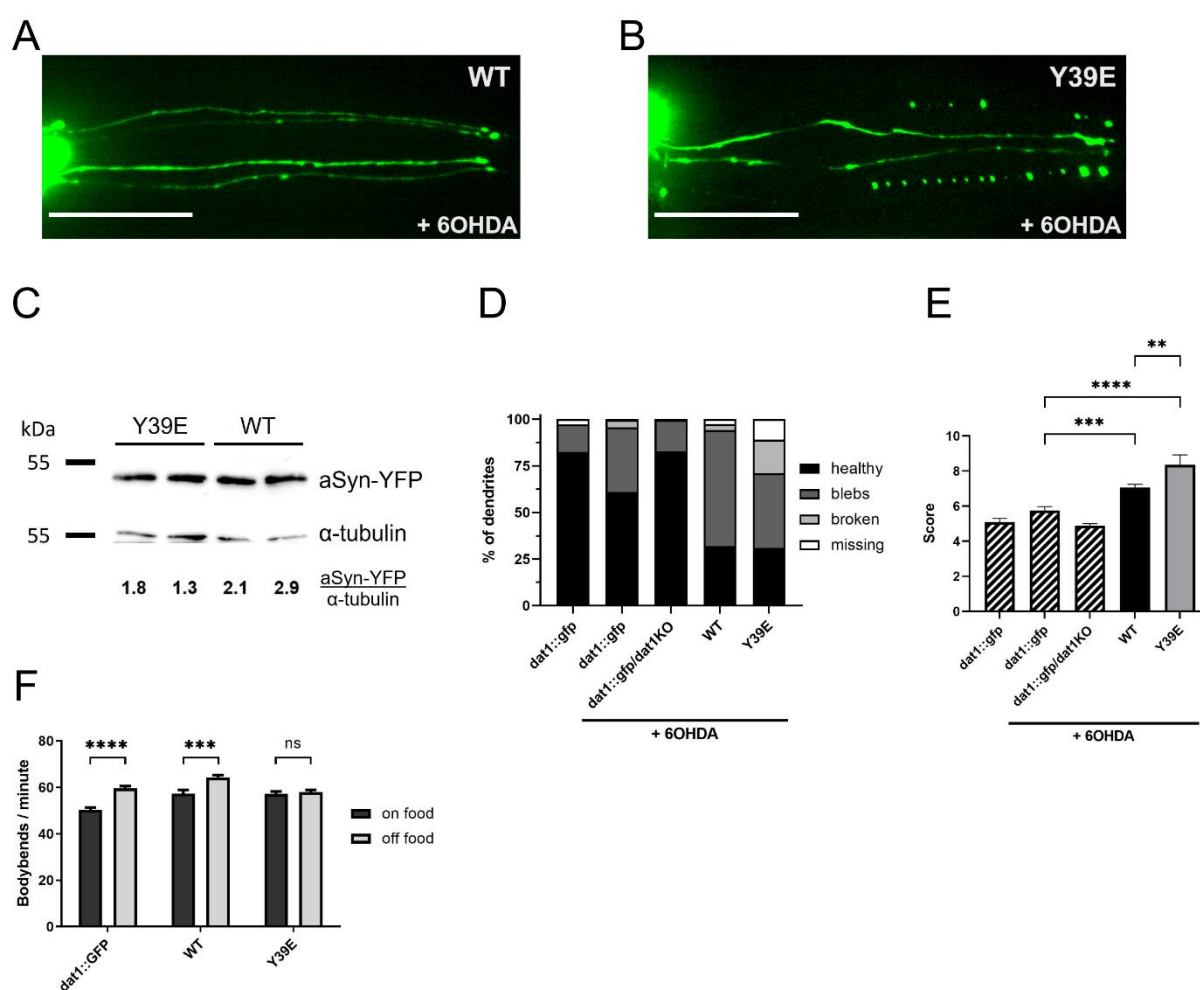 A
WT
+ 6OHDA
B
Y39E
+ 6OHDA
C
kDa
Y39E WT
55
aSyn-YFP
55
α-tubulin
1.8 1.3 2.1 2.9
aSyn-YFP
α-tubulin
D
% of dendrites
100
75
50
25
0
healthy
blebs
broken
missing
dat1::gfp
dat1::gfp
dat1::gfp/dat1KO
WT
Y39E
+ 6OHDA
E
**
****
***
Score
10
8
6
4
2
0
dat1::gfp
dat1::gfp
dat1::gfp/dat1KO
WT
Y39E
+ 6OHDA
F
Bodybends / minute
80
60
40
20
0
****
***
ns
on food
off food
dat1::GFP
WT
Y39E